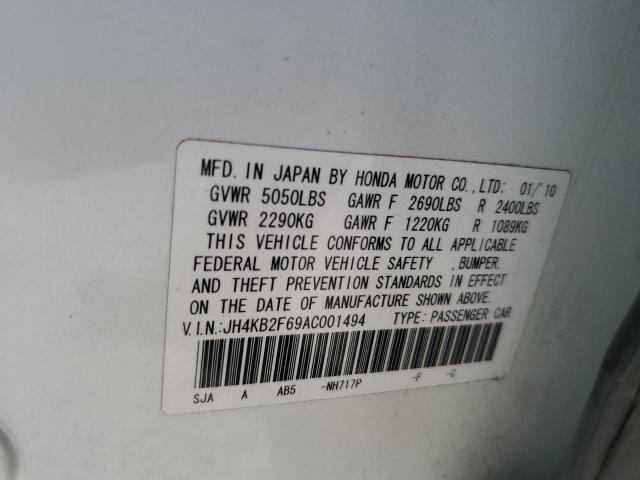 MFD. IN JAPAN BY HONDA MOTOR CO., LTD: 01/'10
GVWR 5050LBS GAWR F 2690LBS R 2400LBS
GVWR 2290KG GAWR F 1220KG R 1089KG
THIS VEHICLE CONFORMS TO ALL APPLICABLE
FEDERAL MOTOR VEHICLE SAFETY , BUMPER,
AND THEFT PREVENTION STANDARDS IN EFFECT
ON THE DATE OF MANUFACTURE SHOWN ABOVE.
V.I.N.:JH4KB2F69AC001494 TYPE: PASSENGER CAR
SJA A AB5 -NH717P -F -C